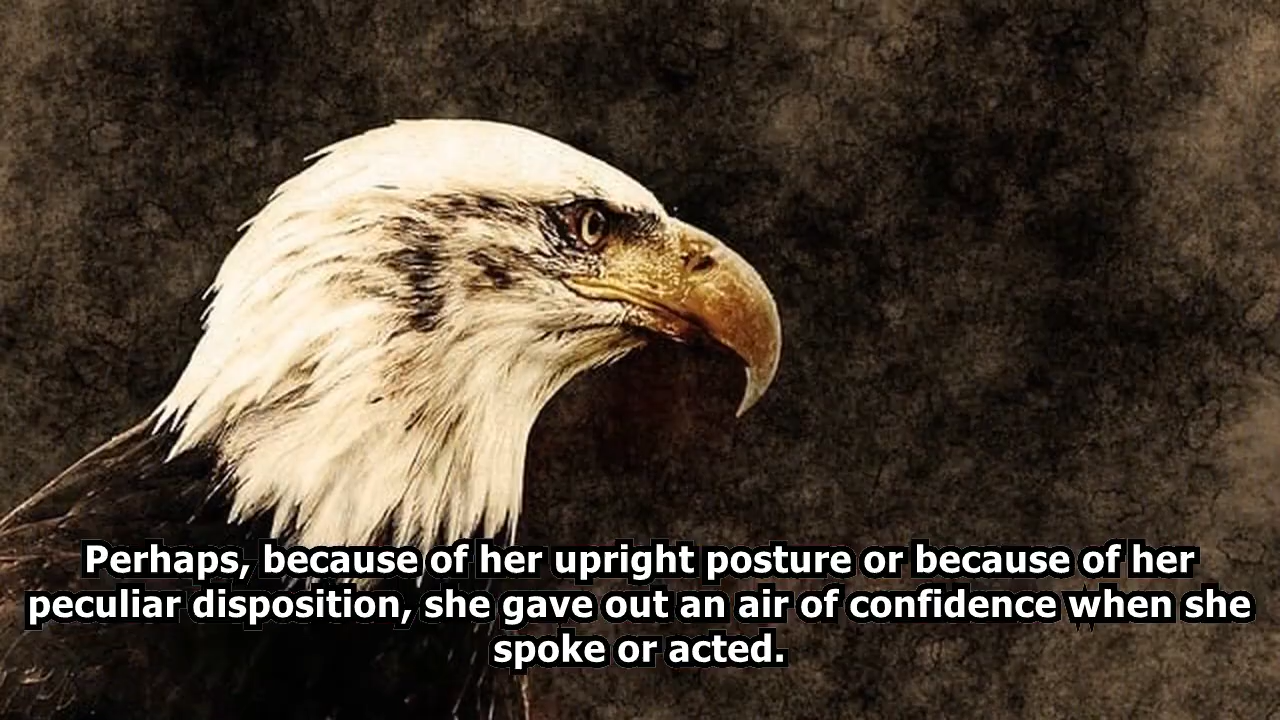 Perhaps, because of her upright posture or because of her
peculiar disposition, she gave out an air of confidence when she
spoke or acted.